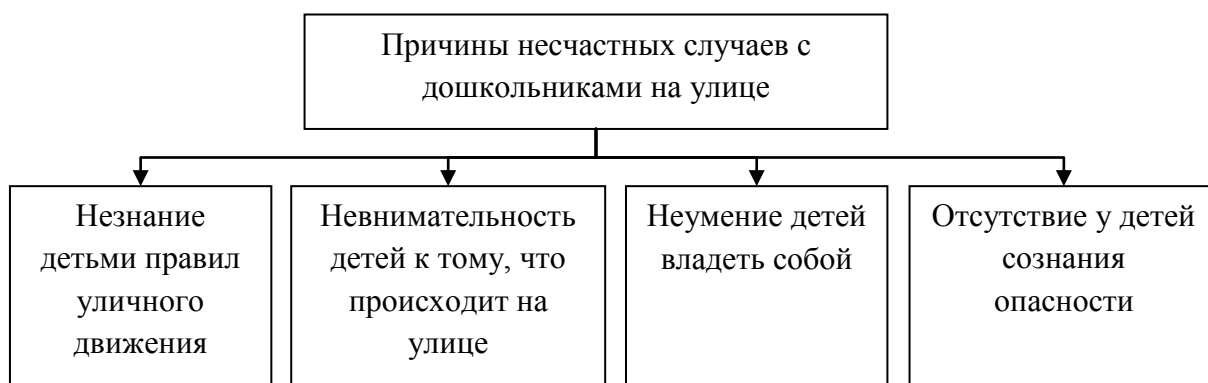 Причины несчастных случаев с
дошкольниками на улице
Незнание
детьми правил
уличного
движения
Невнимательность
детей к тому, что
происходит на
улице
Неумение детей
владеть собой
Отсутствие у детей
сознания
опасности